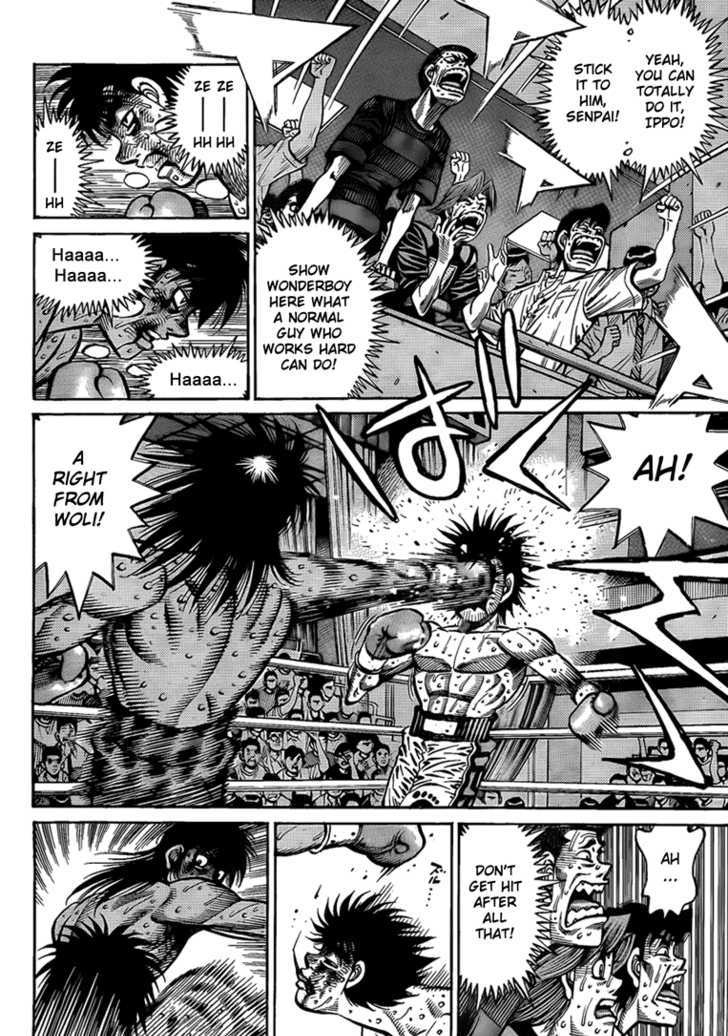 YEAH,
YOU CAN
TOTALLY
DO IT,
IPPO!
STICK
IT TO
HIM,
SENPAI!
SHOW
WONDERBOY
HERE WHAT
A NORMAL
GUY WHO
WORKS HARD
CAN DO!
ZE ZE
HH HH
ZE
HH
Haaaa...
Haaaa...
Haaaa...
AH!
ばく
A
RIGHT
FROM
WOLI!
AH
...
DON'T
GET HIT
AFTER
ALL
THAT!